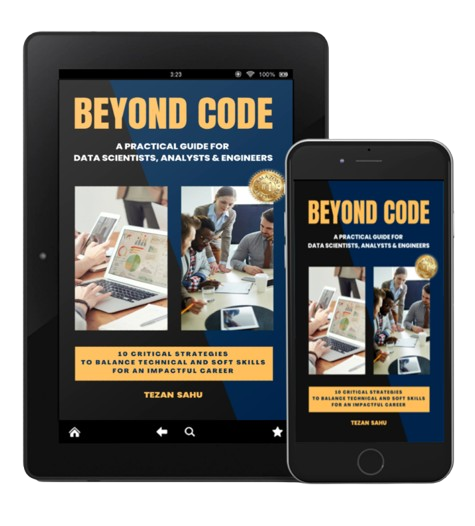 3:23
100%
BEYOND CODE
A PRACTICAL GUIDE FOR
DATA SCIENTISTS, ANALYSTS & ENGINEERS
10 CRITICAL STRATEGIES
TO BALANCE TECHNICAL AND SOFT SKILLS
FOR AN IMPACTFUL CAREER
TEZAN SAHU
BEYOND CODE
A PRACTICAL GUIDE FOR
DATA SCIENTISTS, ANALYSTS & ENGINEERS
10 CRITICAL STRATEGIES
TO BALANCE TECHNICAL AND SOFT SKILLS
FOR AN IMPACTFUL CAREER
TEZAN SAHU